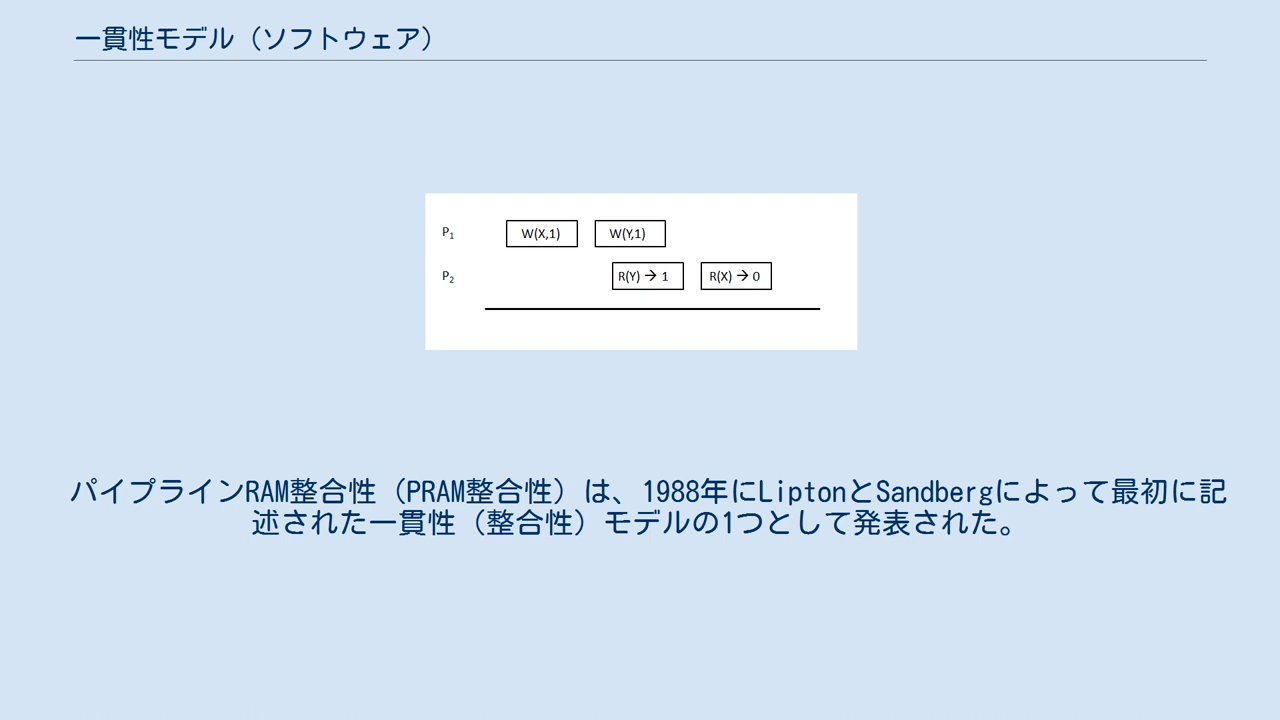 一貫性モデル（ソフトウェア）
P1 W(X,1) W(Y,1)
P2 R(Y) → 1 R(X) → 0
パイプラインRAM整合性（PRAM整合性）は、1988年にLiptonとSandbergによって最初に記
述された一貫性（整合性）モデルの1つとして発表された。